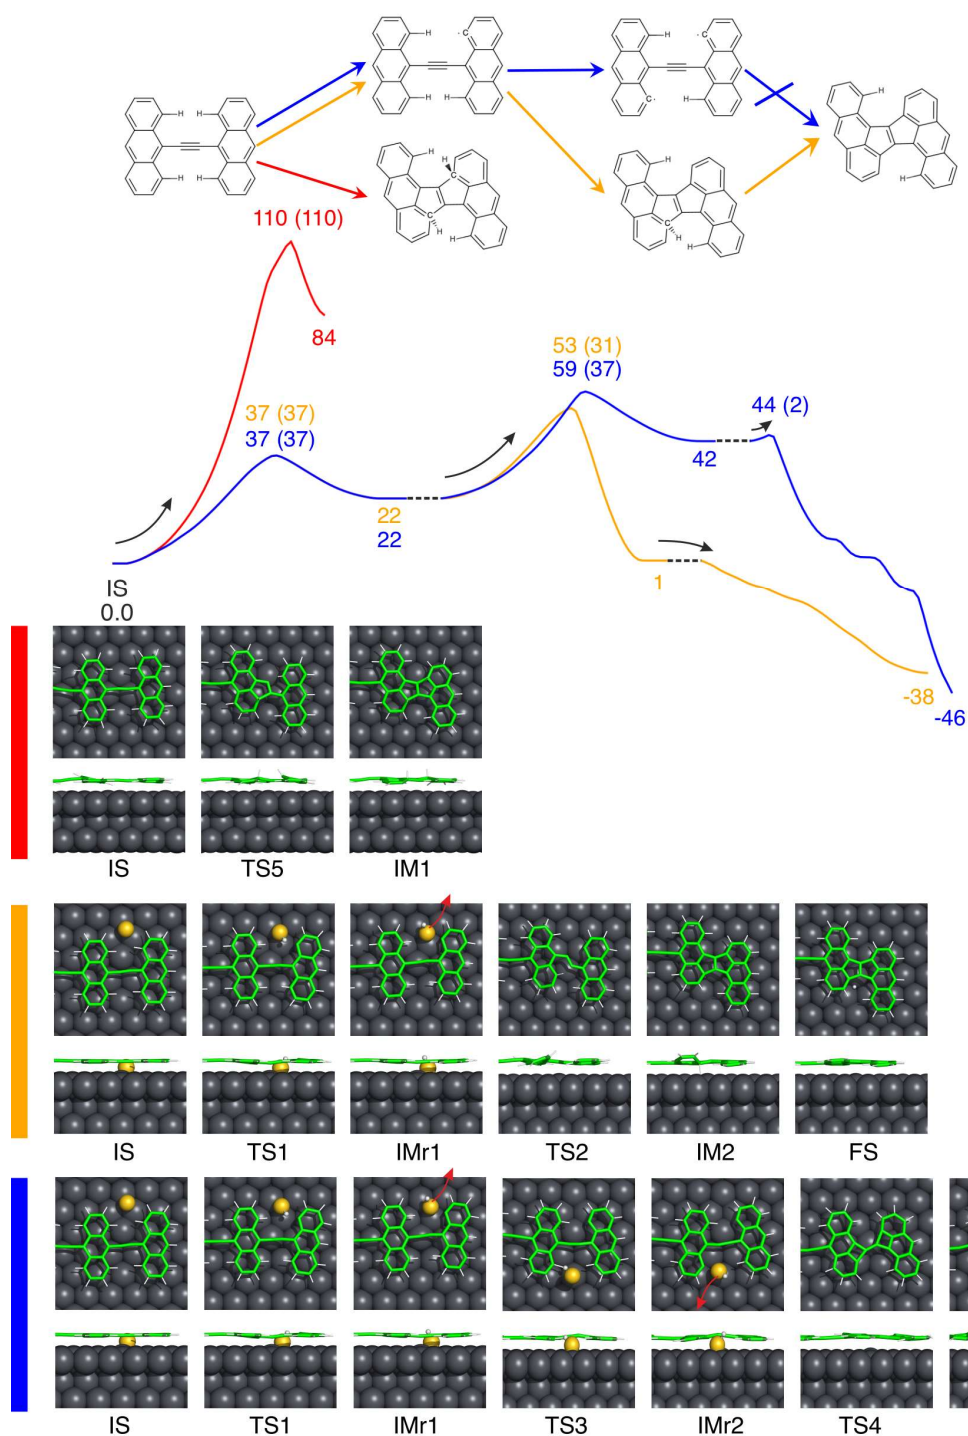 H
·C
H
H
H
·C
H
H
H
H
H
C·
H
H
H
C
C
H
H
H
C
H
H
H
110 (110)
84
53 (31)
59 (37)
37 (37)
37 (37)
44 (2)
42
22
22
1
IS
0.0
-38
-46
IS
TS5
IM1
IS
TS1
IMr1
TS2
IM2
FS
IS
TS1
IMr1
TS3
IMr2
TS4